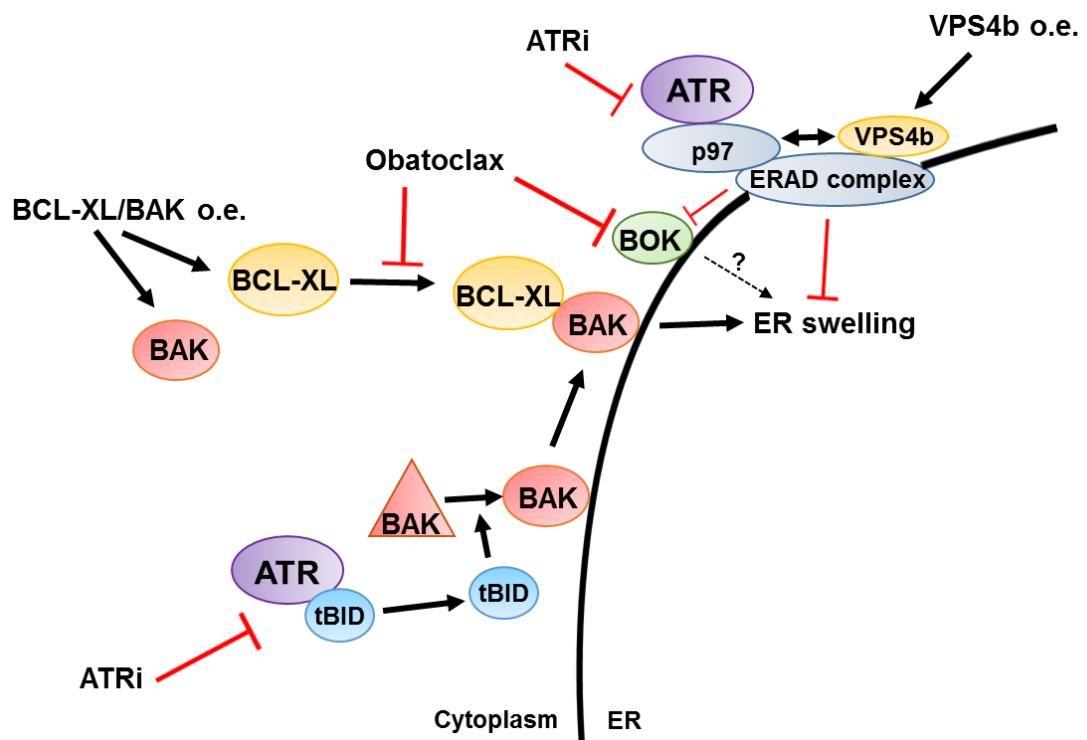 VPS4b o.e.
ATRi
ATR
VPS4b
p97
Obatoclax
ERAD complex
BCL-XL/BAK o.e.
BOK
?
BCL-XL
BCL-XL
BAK
ER swelling
BAK
BAK
BAK
ATR
tBID
tBID
ATRi
Cytoplasm
ER